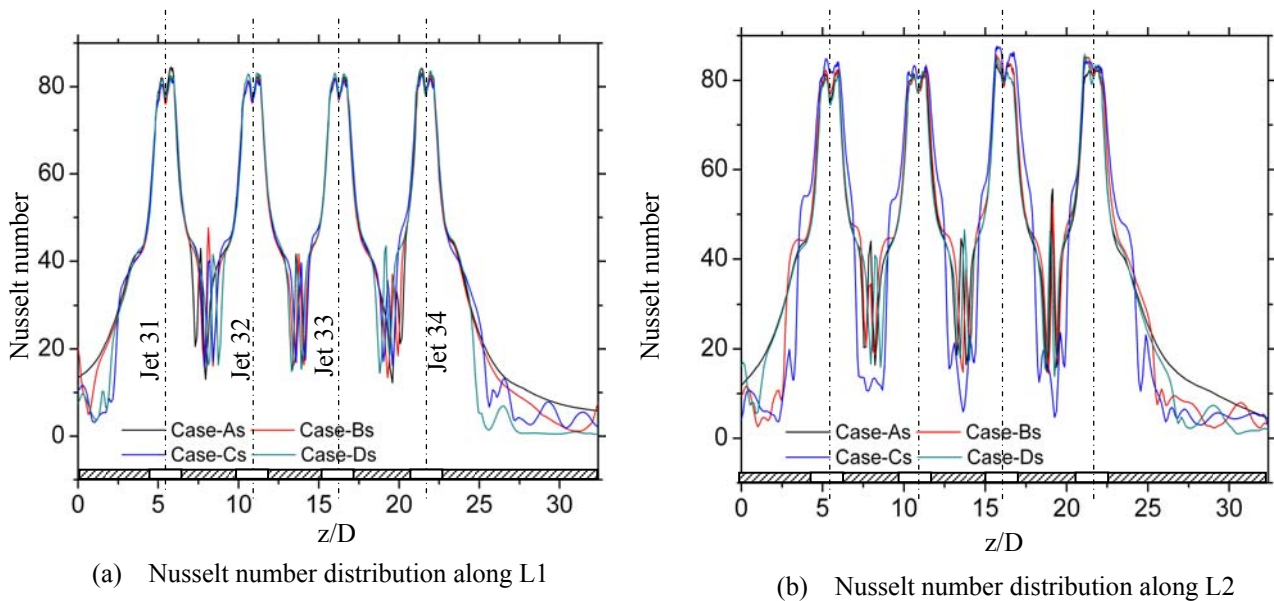 80
60
40
20
0
Nusselt number
Jet 31
Jet 32
Jet 33
Jet 34
Case-As Case-Bs
Case-Cs Case-Ds
0 5 10 15 20 25 30
z/D
(a) Nusselt number distribution along L1
80
60
40
20
0
Nusselt number
Case-As Case-Bs
Case-Cs Case-Ds
0 5 10 15 20 25 30
z/D
(b) Nusselt number distribution along L2